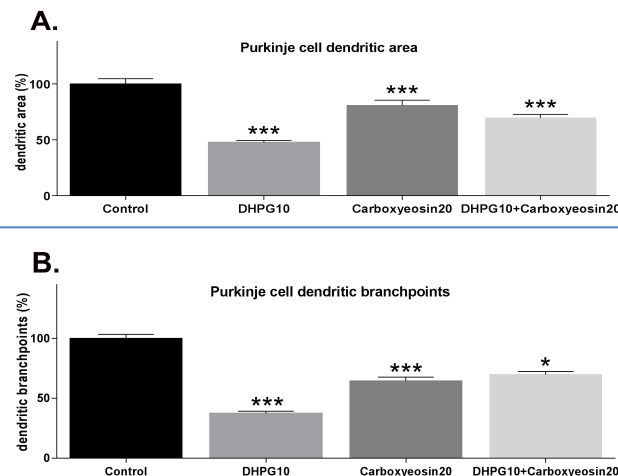 A.
Purkinje cell dendritic area
dendritic area (%)
100
50
0
***
***
***
Control DHPG10 Carboxyeosin20 DHPG10+Carboxyeosin20
B.
Purkinje cell dendritic branchpoints
dendritic branchpoints (%)
100
50
0
***
***
*
Control DHPG10 Carboxyeosin20 DHPG10+Carboxyeosin20